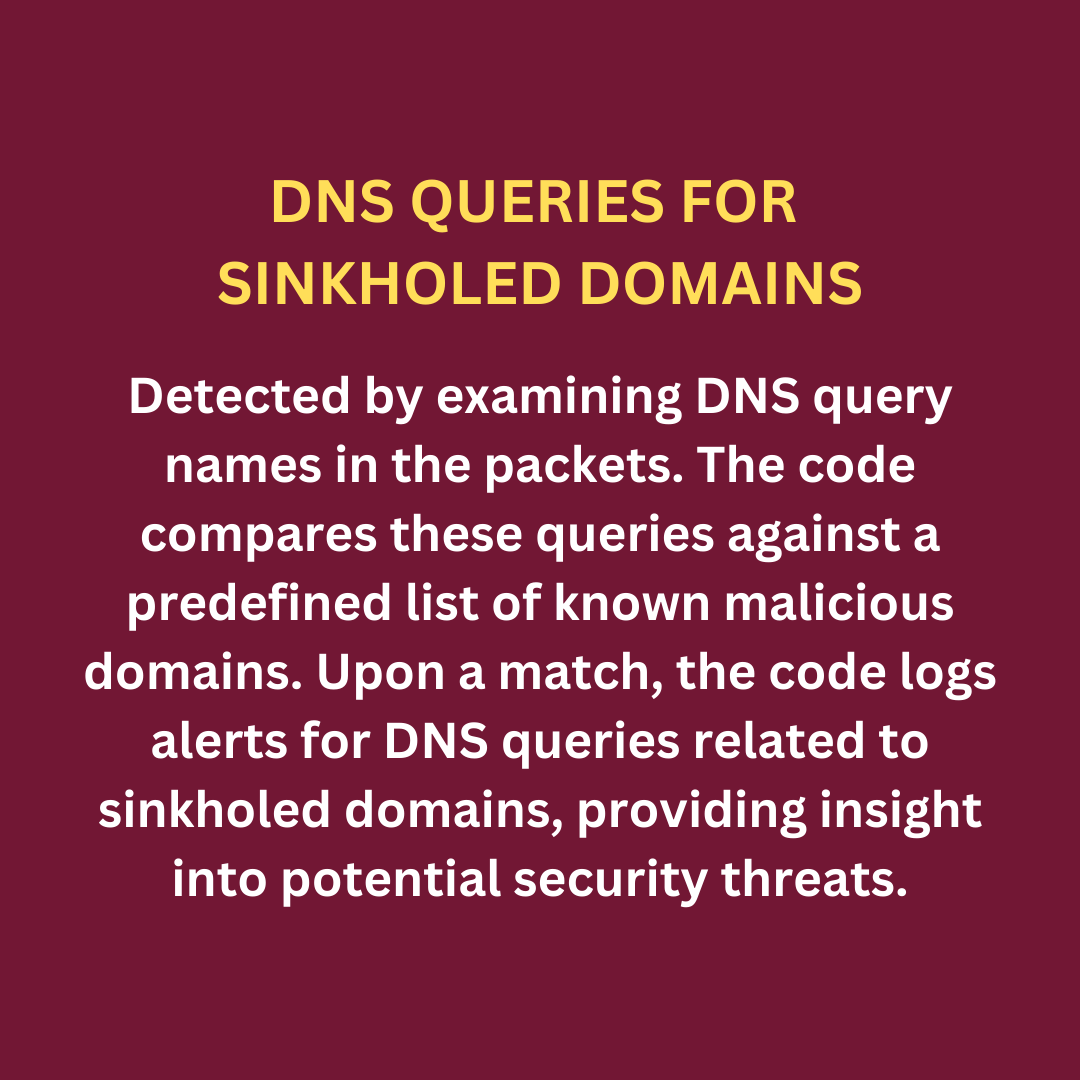 DNS QUERIES FOR
SINKHOLED DOMAINS
Detected by examining DNS query
names in the packets. The code
compares these queries against a
predefined list of known malicious
domains. Upon a match, the code logs
alerts for DNS queries related to
sinkholed domains, providing insight
into potential security threats.